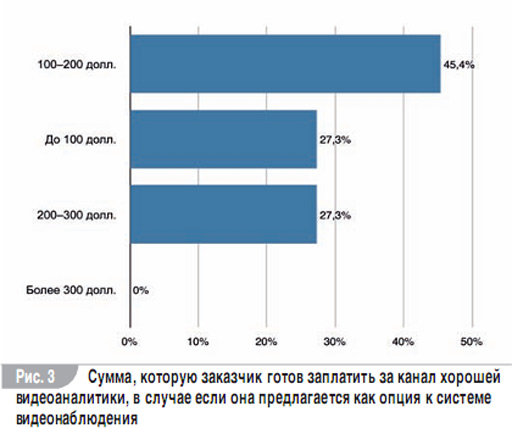 100–200 долл.
45,4%
До 100 долл.
27,3%
200–300 долл.
27,3%
Более 300 долл.
0%
0% 10% 20% 30% 40% 50%
Рис. 3 Сумма, которую заказчик готов заплатить за канал хорошей
видеоаналитики, в случае если она предлагается как опция к системе
видеонаблюдения